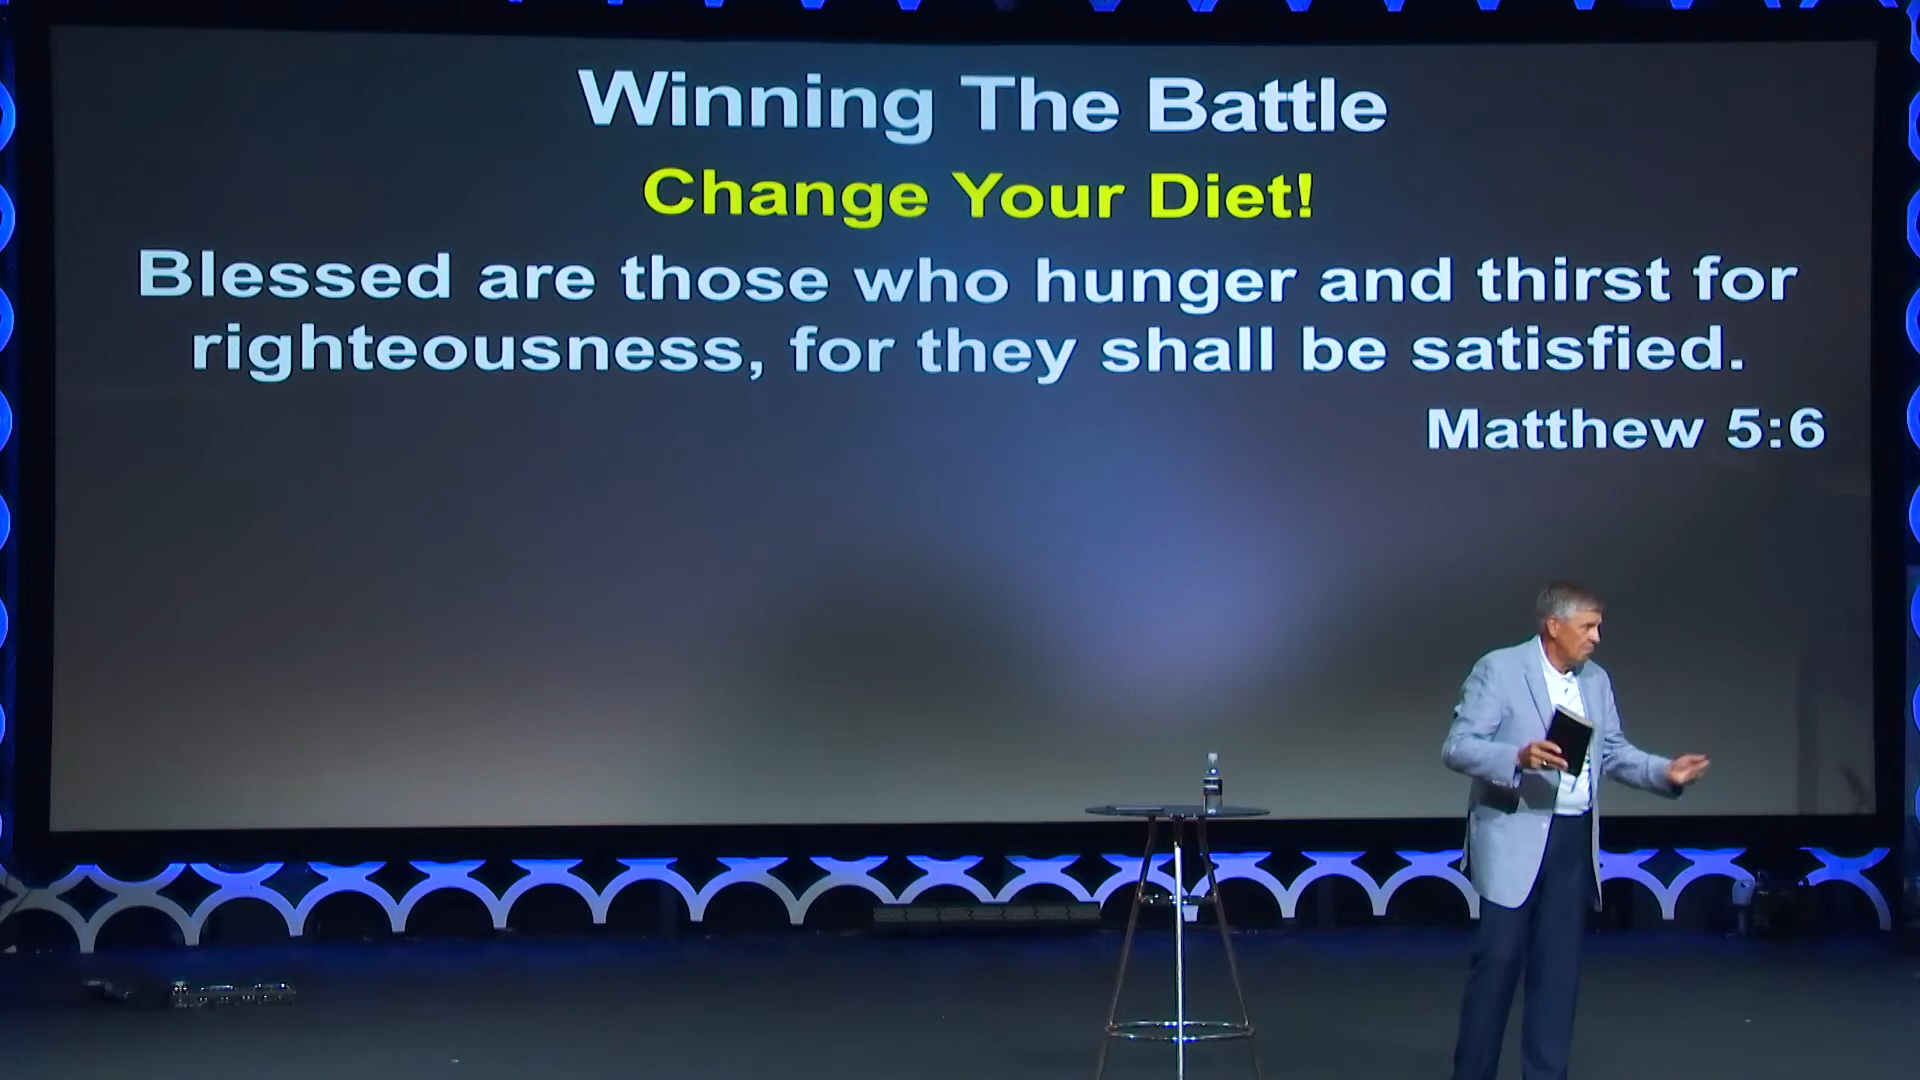 Winning The Battle
Change Your Diet!
Blessed are those who hunger and thirst for
righteousness, for they shall be satisfied.
Matthew 5:6